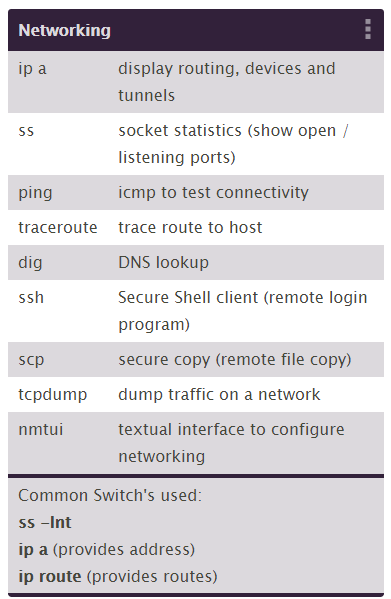 Networking
ip a display routing, devices and
tunnels
ss socket statistics (show open /
listening ports)
ping icmp to test connectivity
traceroute trace route to host
dig DNS lookup
ssh Secure Shell client (remote login
program)
scp secure copy (remote file copy)
tcpdump dump traffic on a network
nmtui textual interface to configure
networking
Common Switch's used:
ss -lnt
ip a (provides address)
ip route (provides routes)